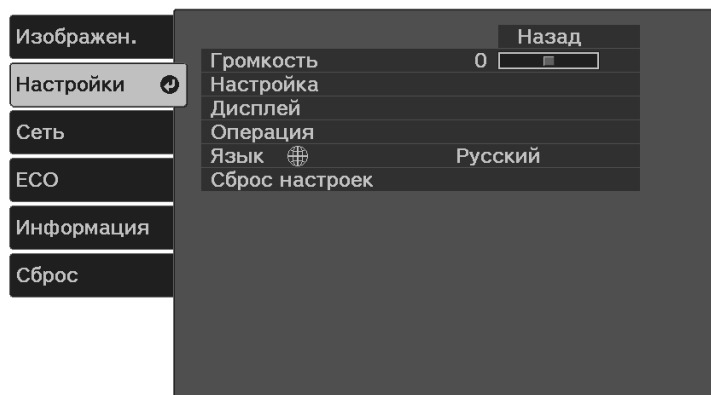 Изображен.
Настройки
Сеть
ECO
Информация
Сброс
Назад
Громкость 0
Настройка
Дисплей
Операция
Язык Русский
Сброс настроек